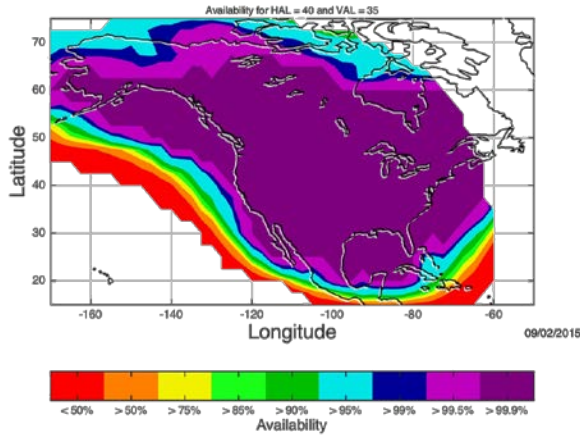 Availability for HAL = 40 and VAL = 35
70
60
50
40
30
20
Latitude
-160
-140
-120
-100
-80
-60
Longitude
09/02/2015
<50% >50% >75% >85% >90% >95% >99% >99.5% >99.9%
Availability